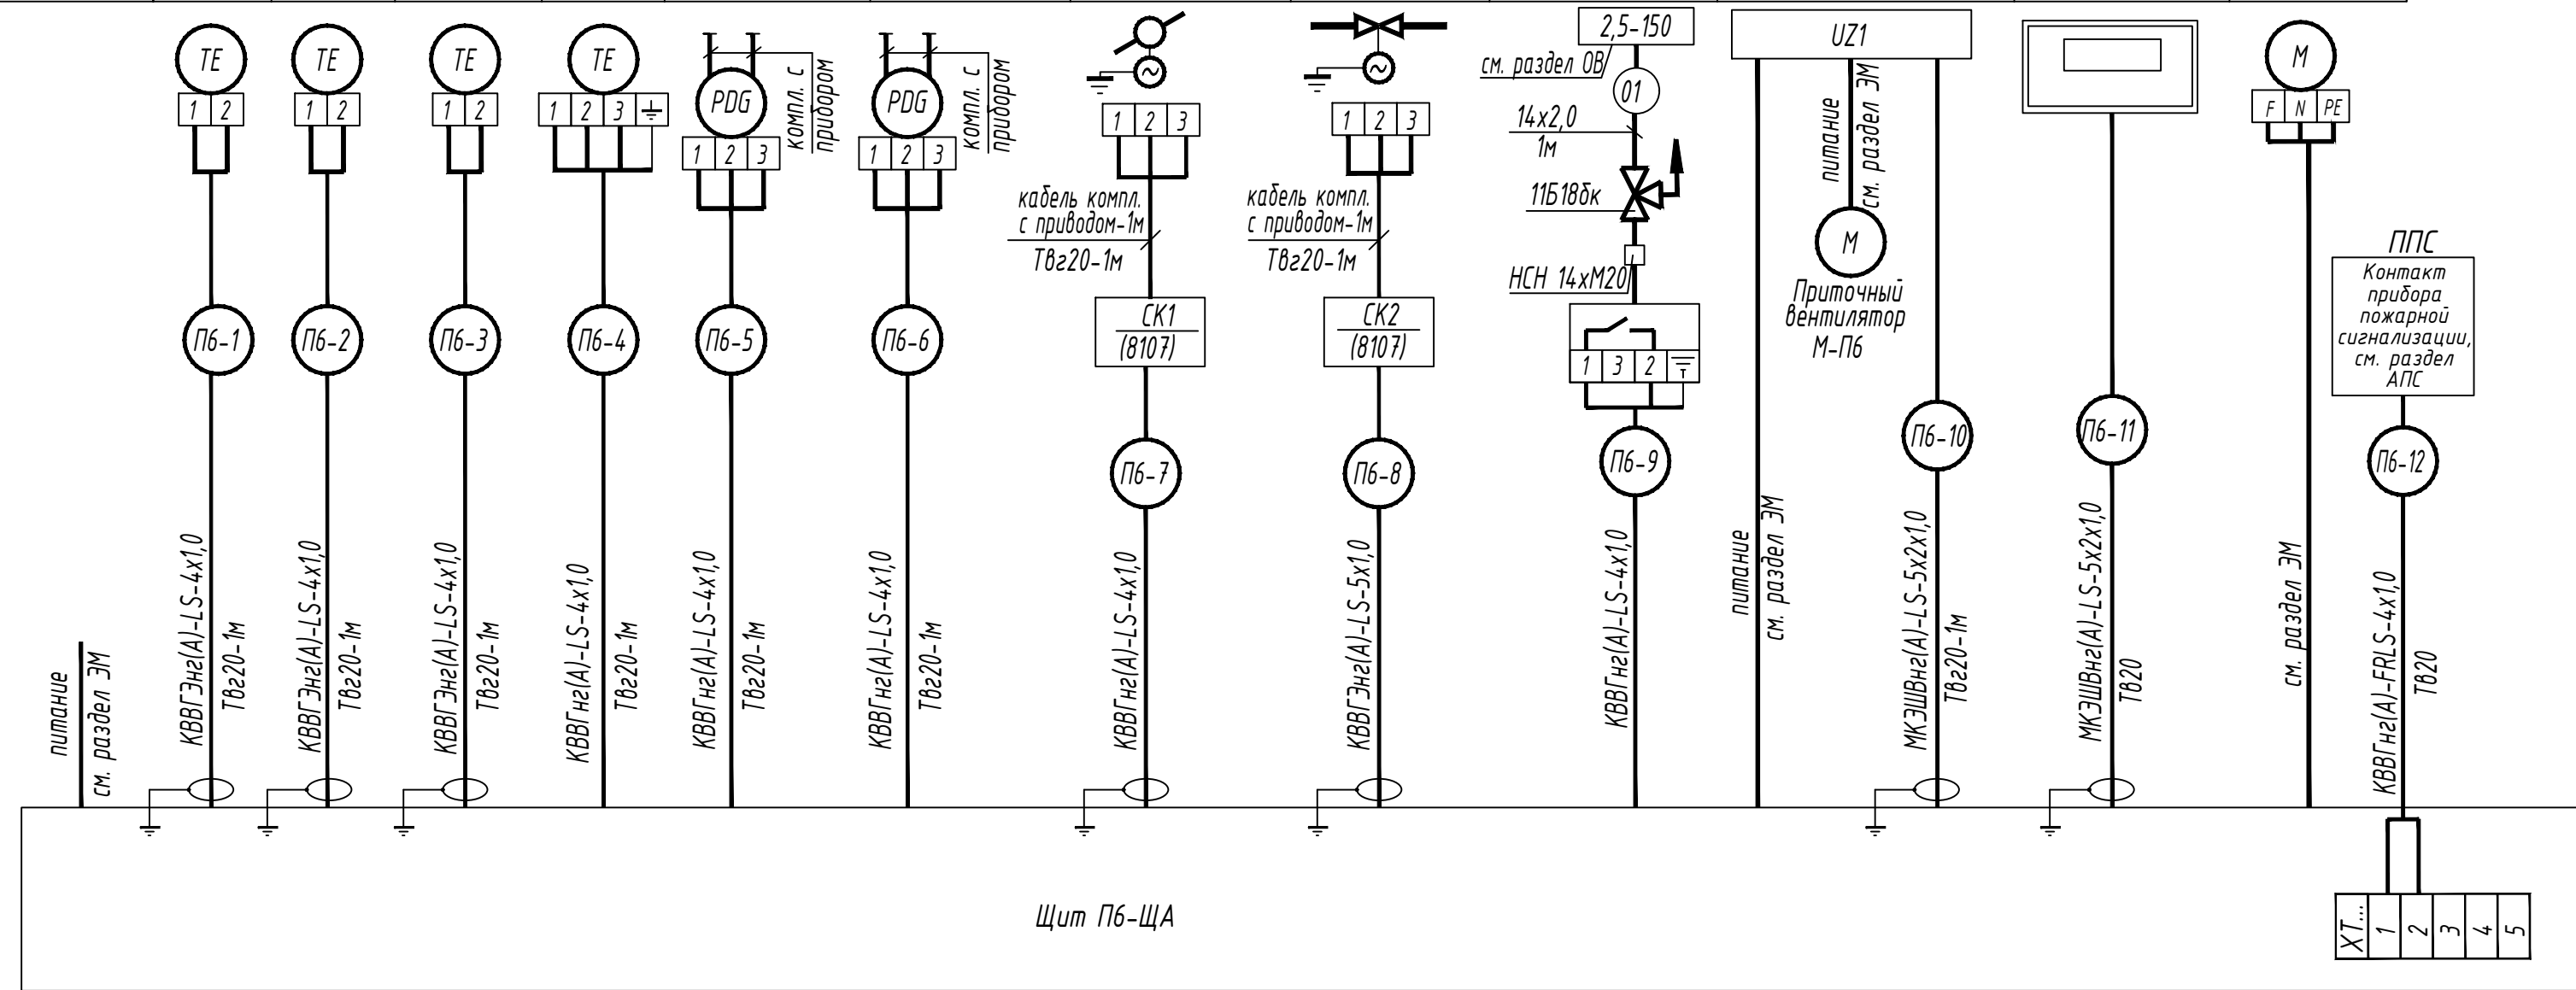 TE
1 2
П6-1
КВВГЭнг(А)-LS-4х1,0
Твг20-1м
TE
1 2
П6-2
КВВГЭнг(А)-LS-4х1,0
Твг20-1м
TE
1 2
П6-3
КВВГЭнг(А)-LS-4х1,0
Твг20-1м
TE
1 2 3
П6-4
КВВГнг(А)-LS-4х1,0
Твг20-1м
PDG
компл. с
прибором
1 2 3
П6-5
КВВГнг(А)-LS-4х1,0
Твг20-1м
PDG
компл. с
прибором
1 2 3
П6-6
КВВГнг(А)-LS-4х1,0
Твг20-1м
1 2 3
кабель компл.
с приводом-1м
Твг20-1м
СК1
(8107)
П6-7
КВВГнг(А)-LS-4х1,0
1 2 3
кабель компл.
с приводом-1м
Твг20-1м
СК2
(8107)
П6-8
КВВГЭнг(А)-LS-5х1,0
2,5-150
см. раздел ОВ
01
14х2,0
1м
11Б18бк
НСН 14хМ20
1 3 2
П6-9
КВВГнг(А)-LS-4х1,0
UZ1
питание
см. раздел ЭМ
М
Приточный
вентилятор
М-П6
питание
см. раздел ЭМ
П6-10
МКЭШВнг(А)-LS-5х2х1,0
Твг20-1м
П6-11
МКЭШВнг(А)-LS-5х2х1,0
Тв20
М
F N PE
см. раздел ЭМ
ППС
Контакт
прибора
пожарной
сигнализации,
см. раздел
АПС
П6-12
КВВГнг(А)-FRLS-4х1,0
Тв20
питание
см. раздел ЭМ
Щит П6-ЩА
ХТ... 1 2 3 4 5